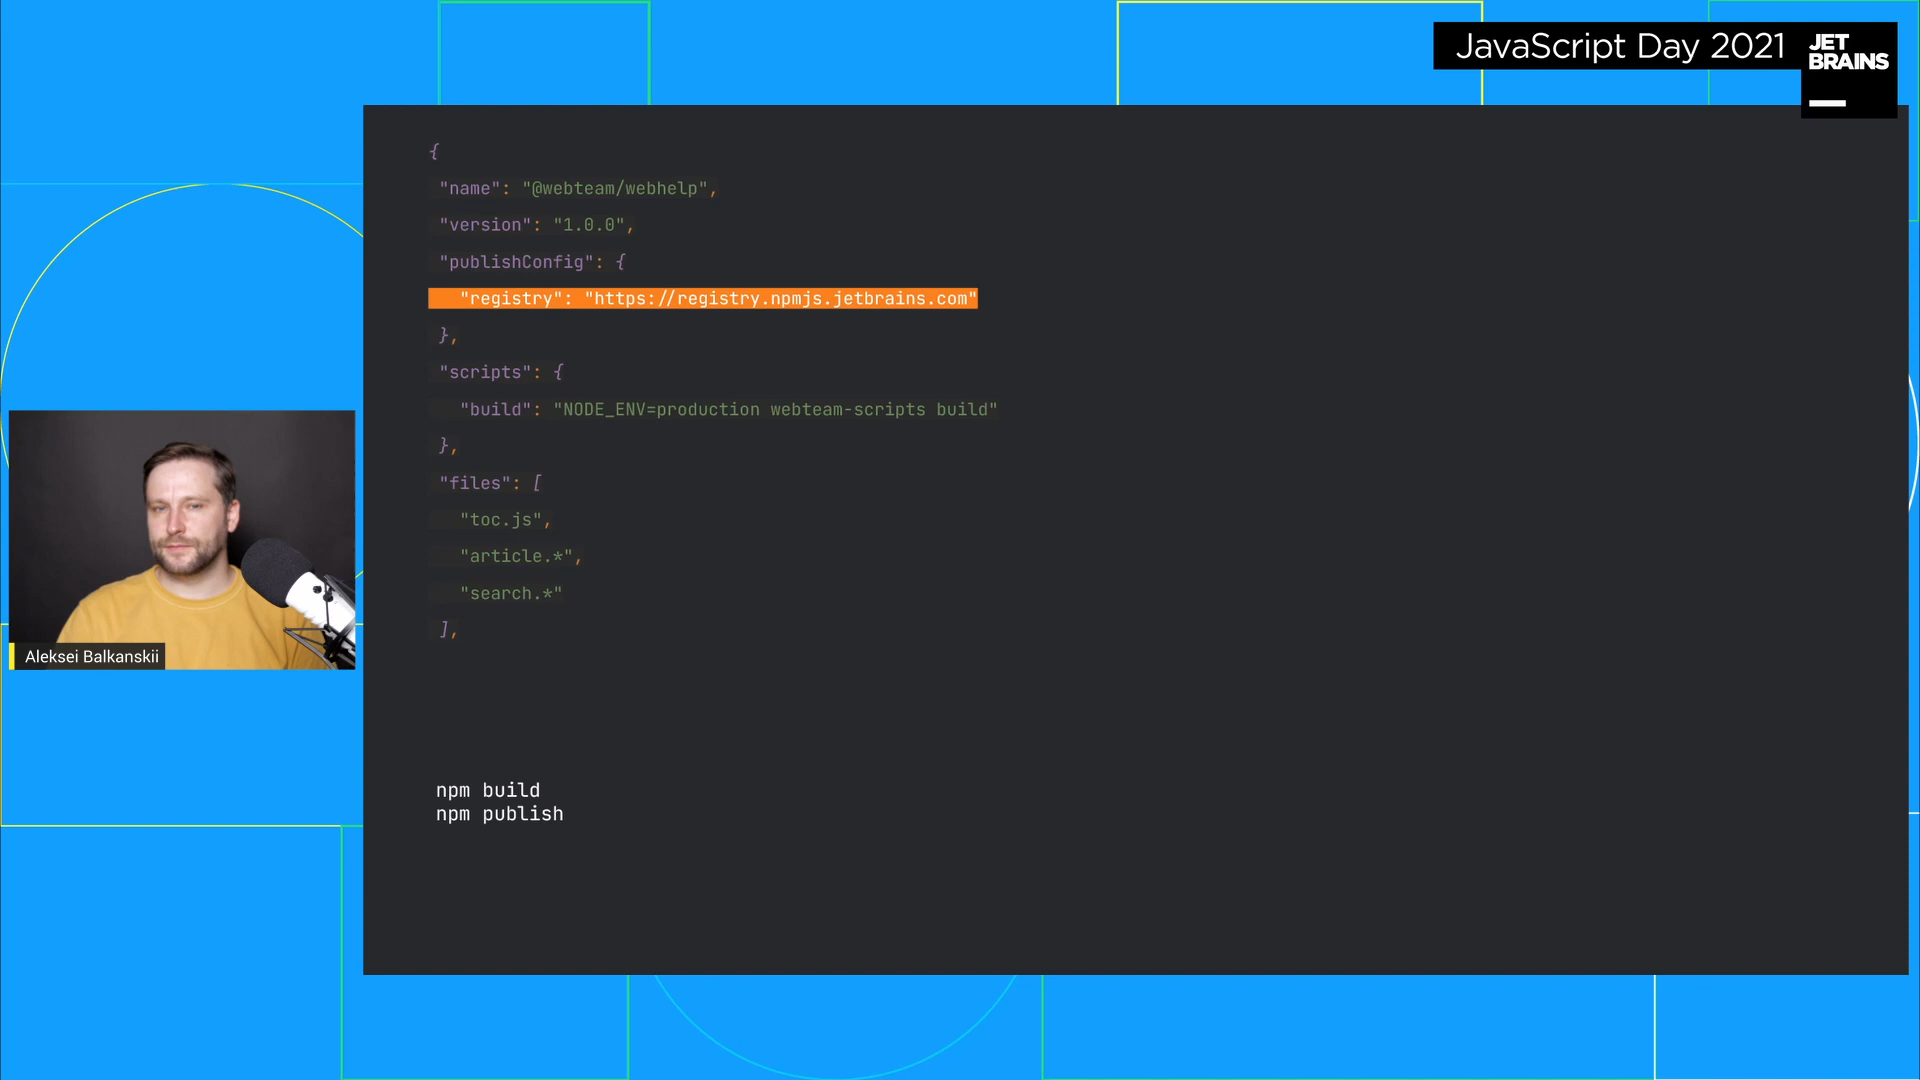 JavaScript Day 2021
JET
BRAINS
{
"name": "@webteam/webhelp",
"version": "1.0.0",
"publishConfig": {
"registry": "https://registry.npmjs.jetbrains.com"
},
"scripts": {
"build": "NODE_ENV=production webteam-scripts build"
},
"files": [
"toc.js",
"article.*",
"search.*"
],
npm build
npm publish
Aleksei Balkanskii